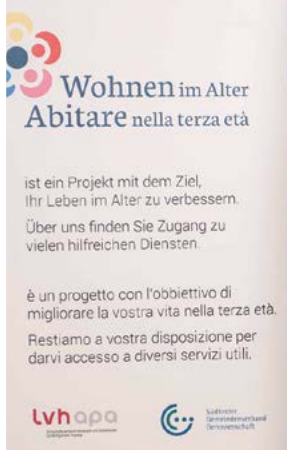 Wohnen im Alter
Abitare nella terza età
ist ein Projekt mit dem Ziel,
Ihr Leben im Alter zu verbessern.
Über uns finden Sie Zugang zu
vielen hilfreichen Diensten.
è un progetto con l'obbiettivo di
migliorare la vostra vita nella terza età.
Restiamo a vostra disposizione per
darvi accesso a diversi servizi utili.
lvh apa
Südtiroler
Gemeindenverband
Genossenschaft